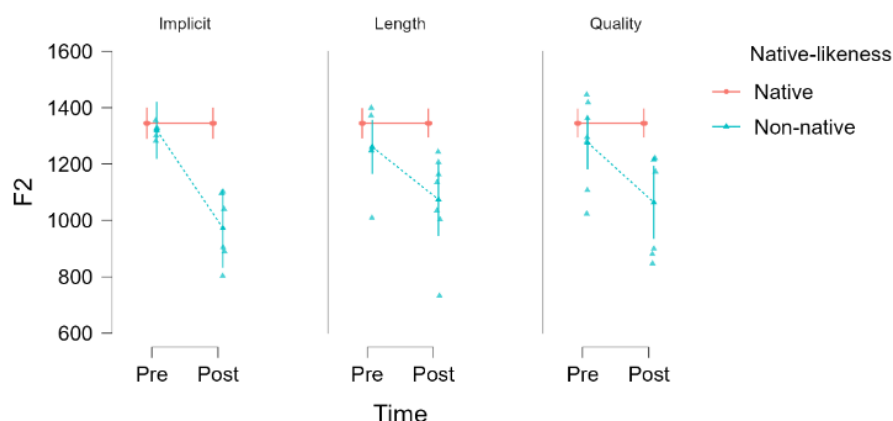 Implicit
Length
Quality
Native-likeness
Native
Non-native
F2
1600
1400
1200
1000
800
600
Pre Post
Pre Post
Pre Post
Time